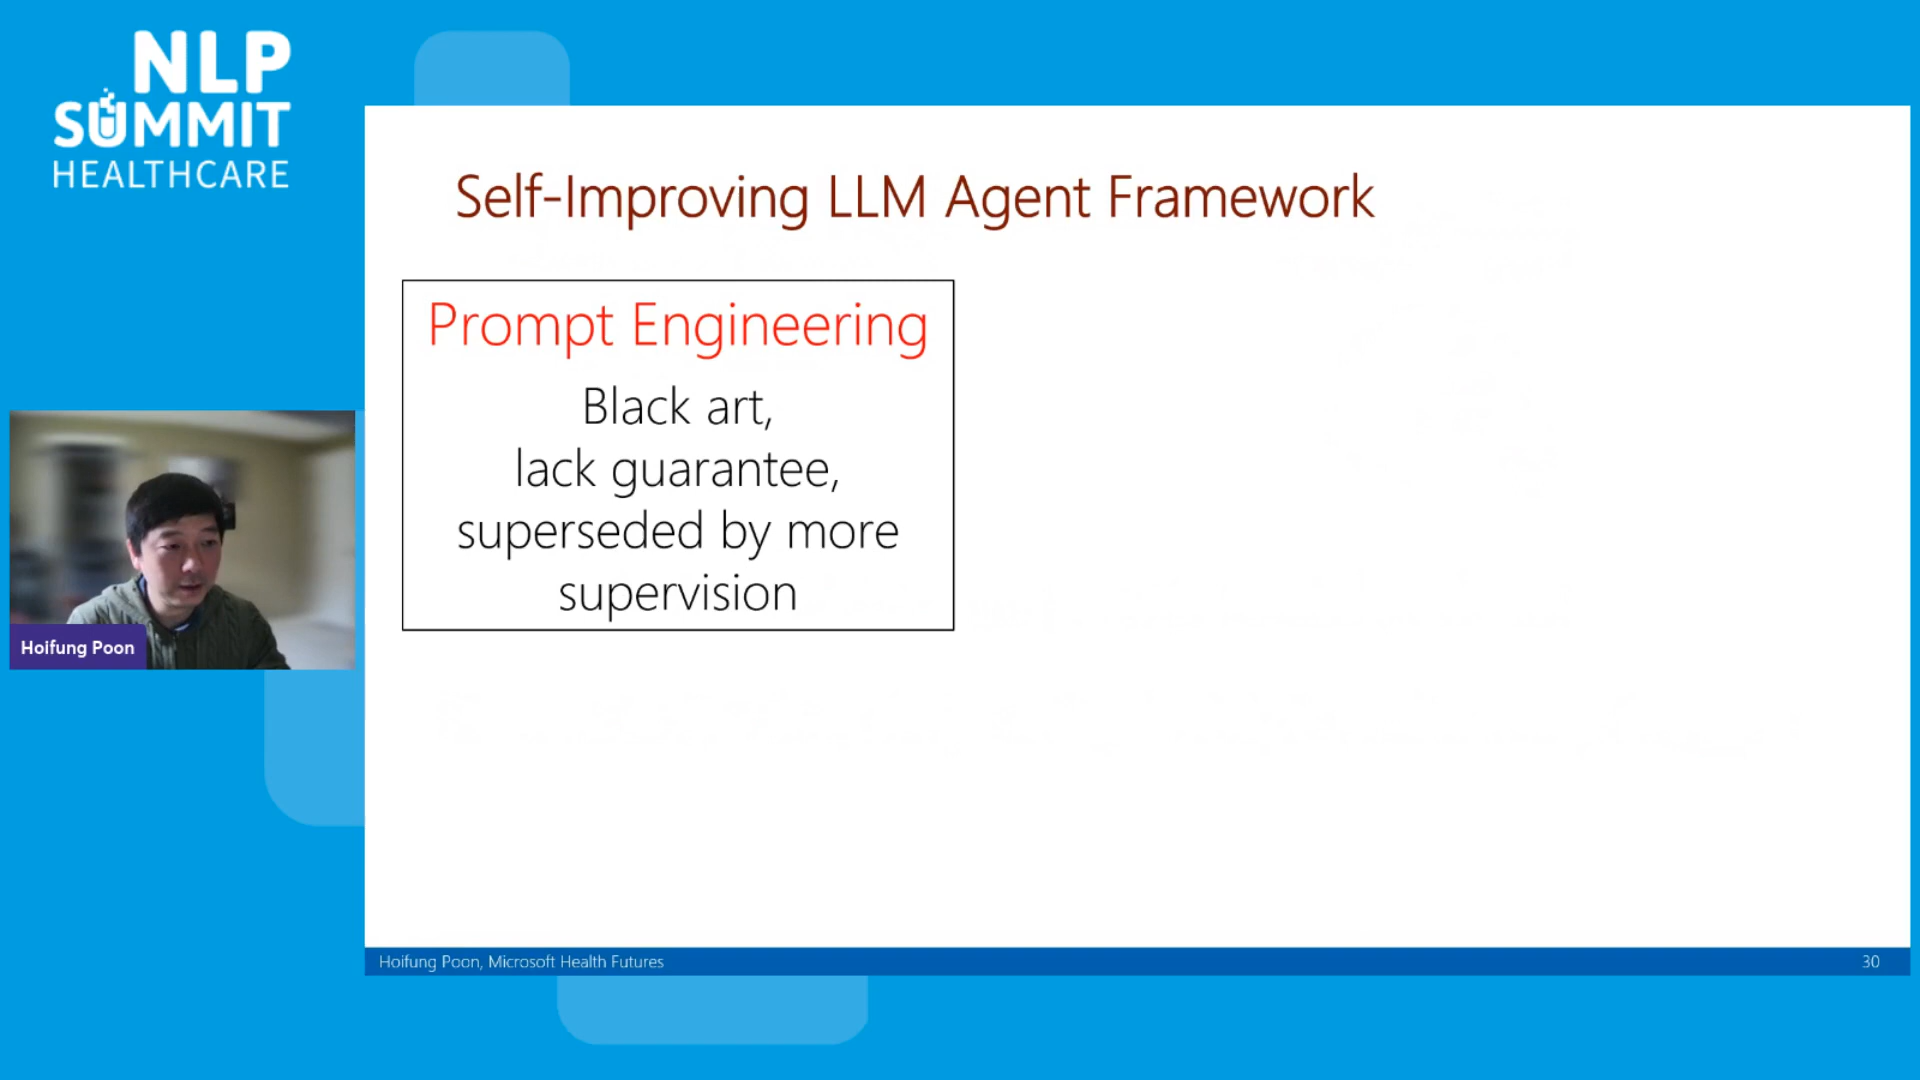 NLP
SUMMIT
HEALTHCARE
Self-Improving LLM Agent Framework
Prompt Engineering
Black art,
lack guarantee,
superseded by more
supervision
Hoifung Poon
Hoifung Poon, Microsoft Health Futures
30